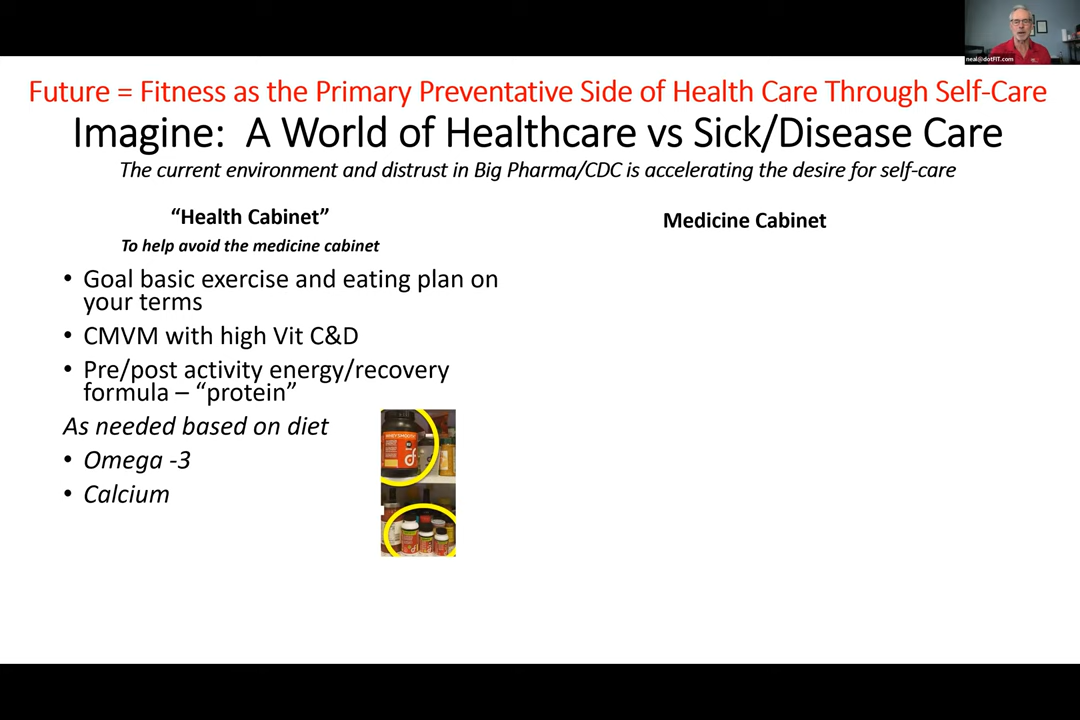 neal@dotFIT.com
Future = Fitness as the Primary Preventative Side of Health Care Through Self-Care
Imagine:  A World of Healthcare vs Sick/Disease Care
The current environment and distrust in Big Pharma/CDC is accelerating the desire for self-care
“Health Cabinet”
To help avoid the medicine cabinet
• Goal basic exercise and eating plan on
your terms
• CMVM with high Vit C&D
• Pre/post activity energy/recovery
formula – “protein”
As needed based on diet
• Omega -3
• Calcium
WHEY SMOOTH
Medicine Cabinet